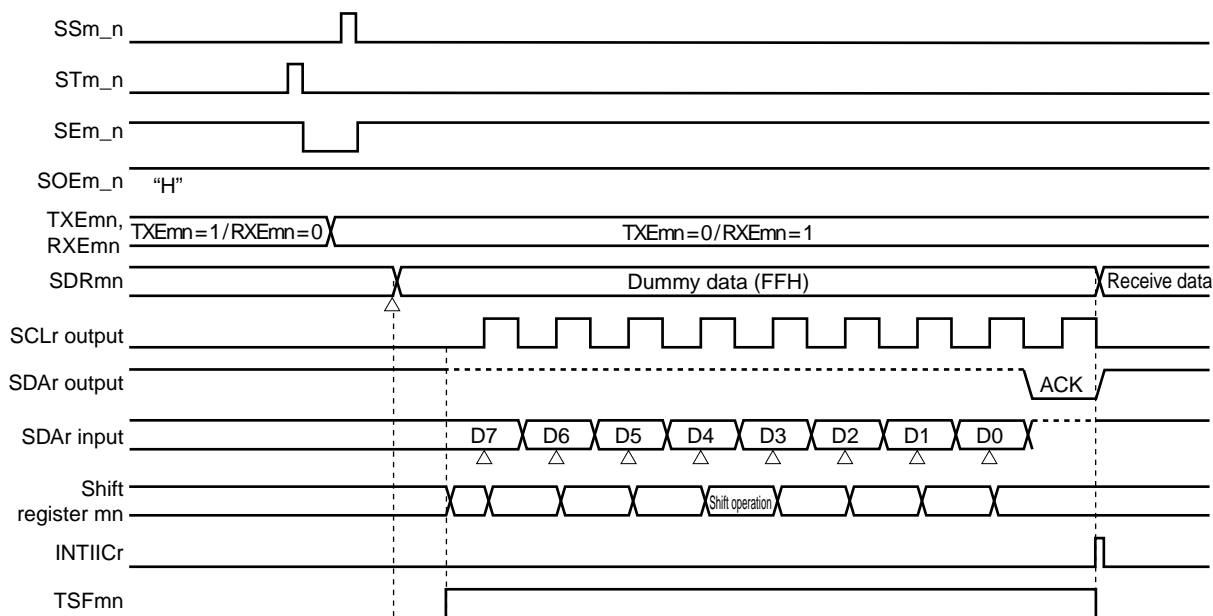 SSm_n
STm_n
SEm_n
SOEm_n “H”
TXEmn,
RXEmn
TXEmn=1/RXEmn=0 TXEmn=0/RXEmn=1
SDRmn Dummy data (FFH) Receive data
SCLr output
SDAr output ACK
SDAr input D7 D6 D5 D4 D3 D2 D1 D0
Shift
register mn
Shift operation
INTIICr
TSFmn